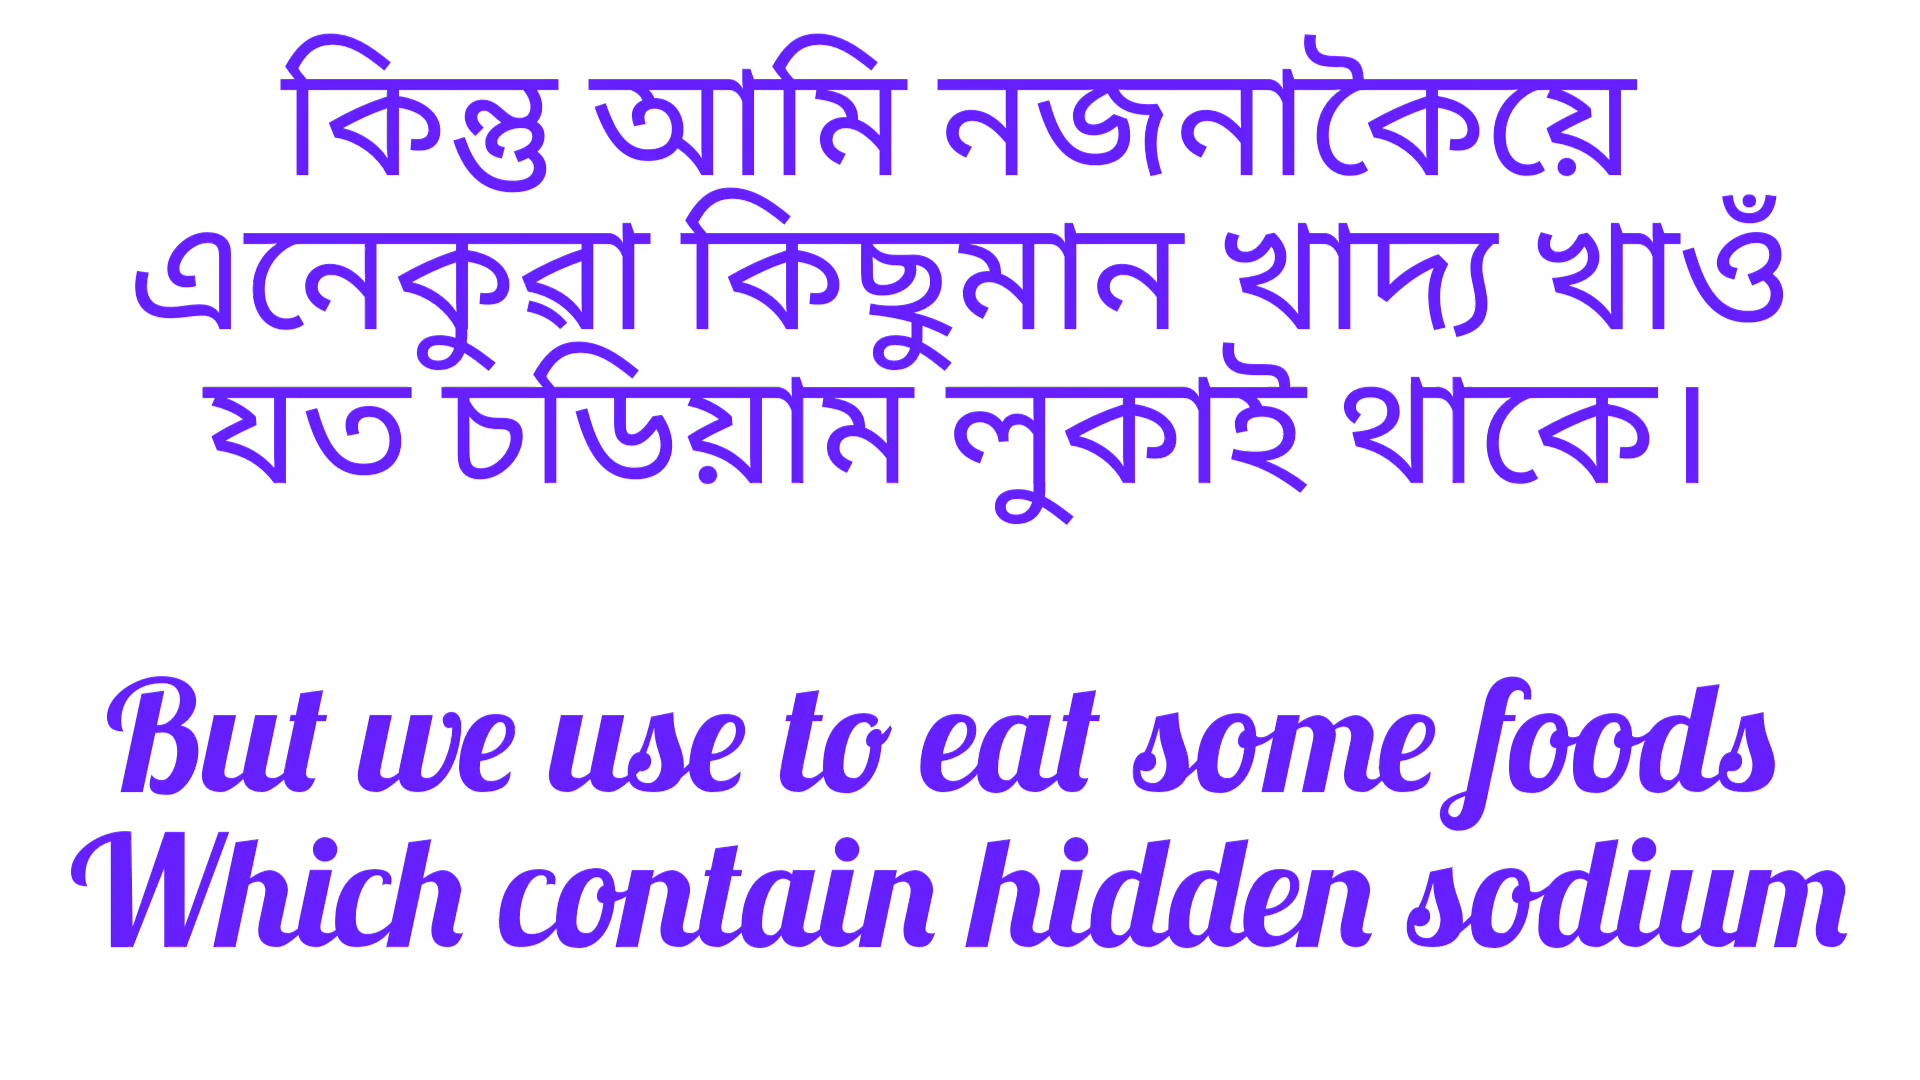 কিন্তু আমি নজনাকৈয়ে
এনেকুৱা কিছুমান খাদ্য খাওঁ
যত চডিয়াম লুকাই থাকে।
But we use to eat some foods
Which contain hidden sodium